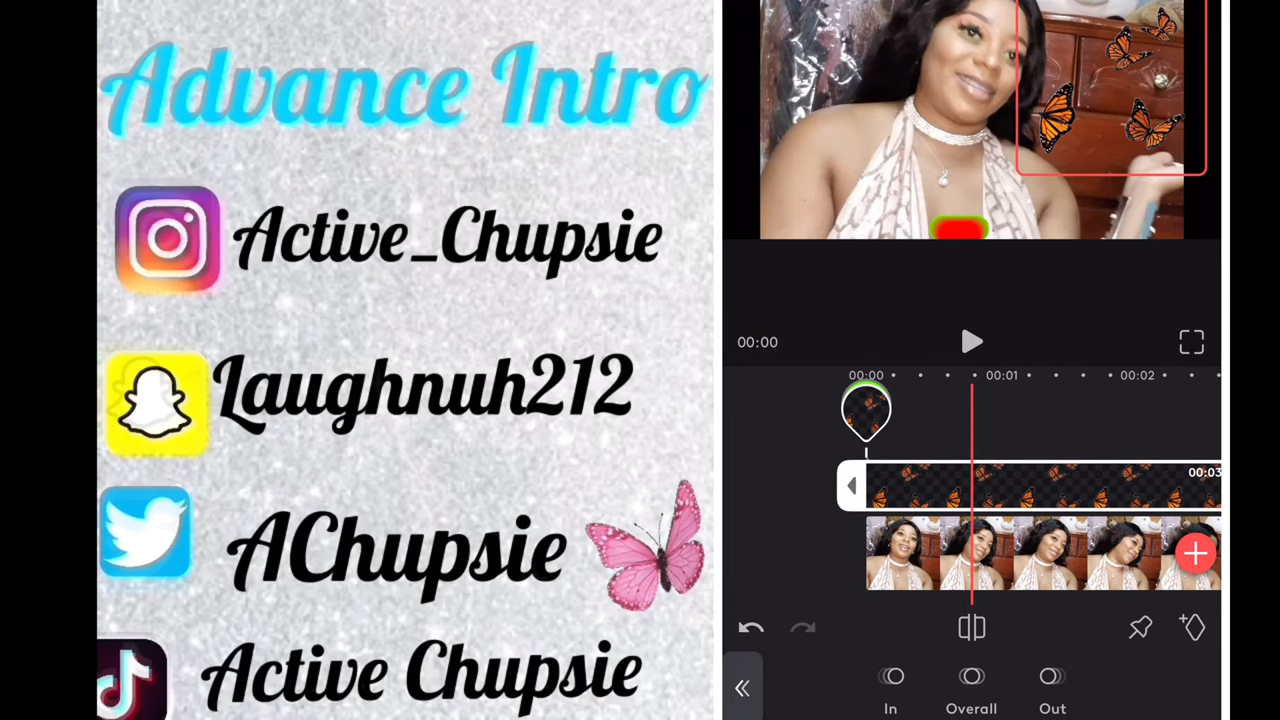 Advance Intro
Active_Chupsie
Laughnuh212
AChupsie
Active Chupsie
00:00
00:00
00:01
00:02
00:03
In
Overall
Out